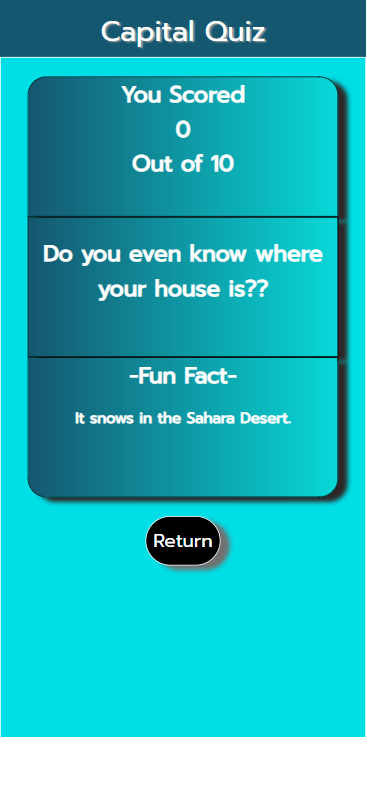 Capital Quiz
You Scored
0
Out of 10
Do you even know where
your house is??
-Fun Fact-
It snows in the Sahara Desert.
Return